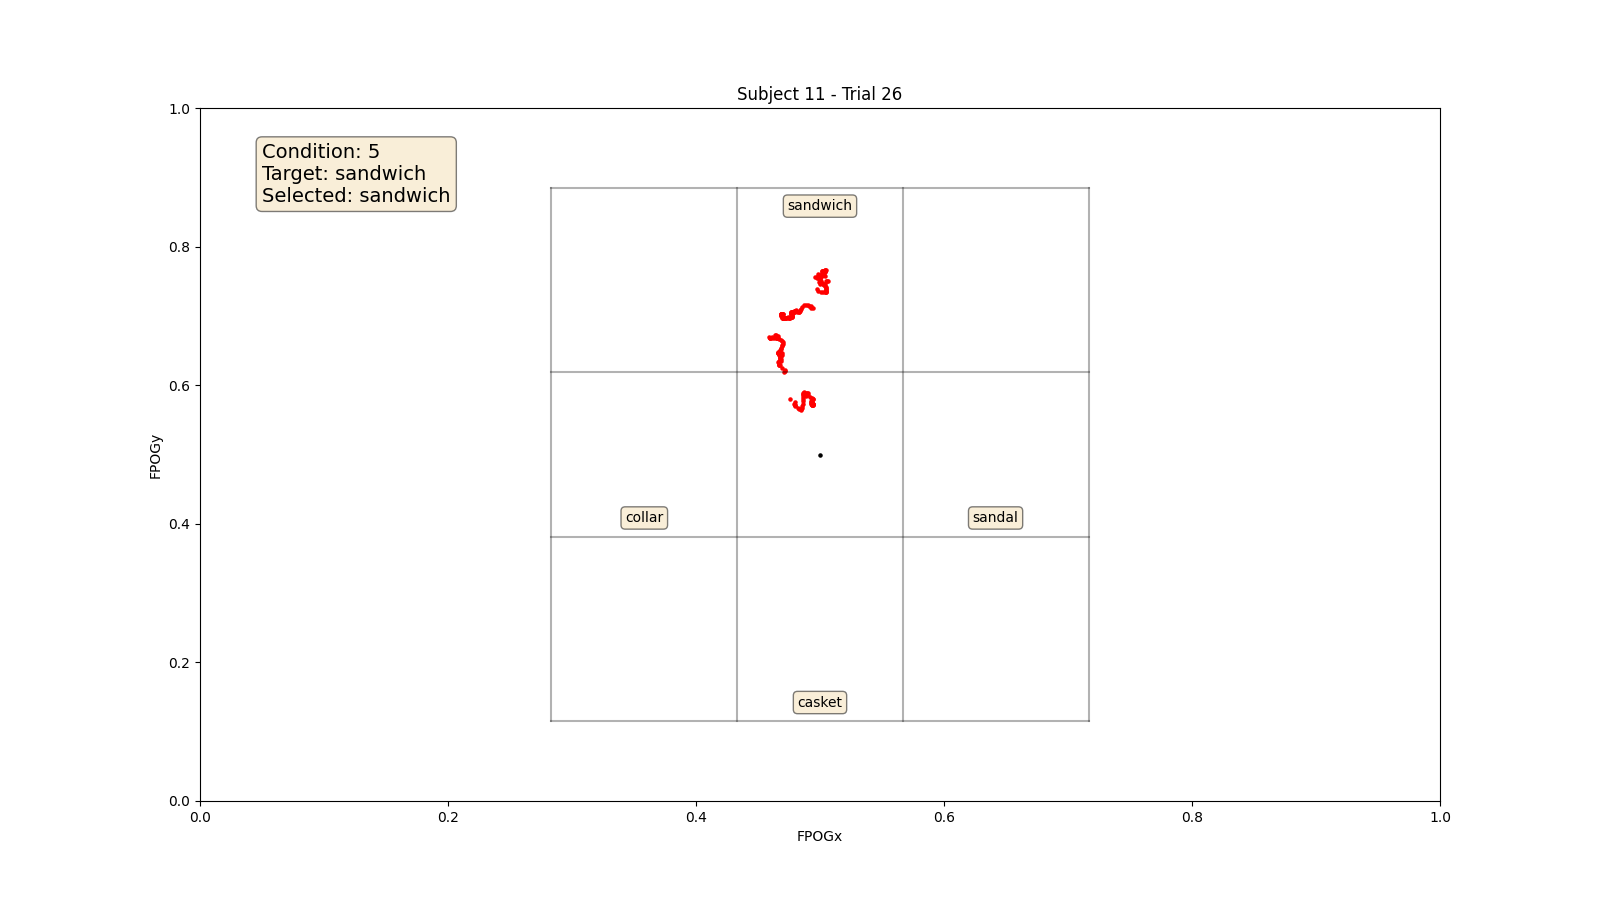 Subject 11 - Trial 26
1.0
Condition: 5
Target: sandwich
Selected: sandwich
sandwich
0.8
0.6
FPOGy
collar
sandal
0.4
0.2
casket
0.0
0.0 0.2 0.4 0.6 0.8 1.0
FPOGx